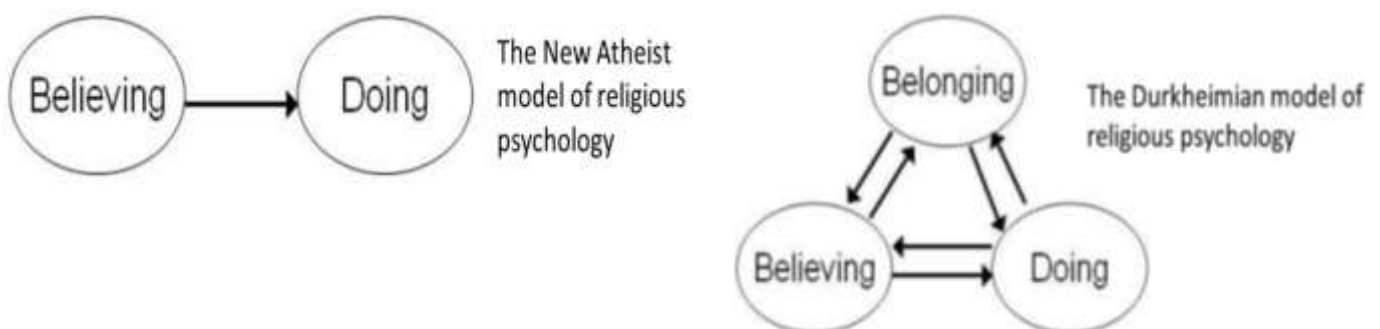 Believing
Doing
The New Atheist
model of religious
psychology
Belonging
Believing
Doing
The Durkheimian model of
religious psychology